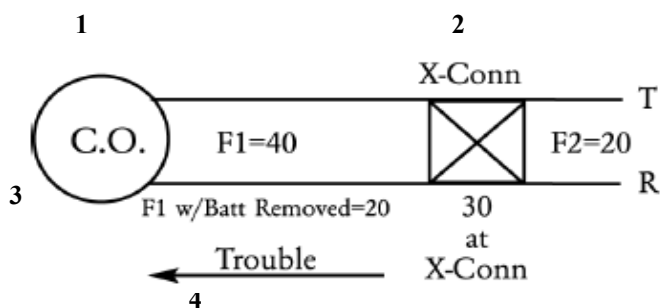 1 2
X-Conn
T
C.O. F1=40 F2=20
R
3
F1 w/Batt Removed=20 30
at
Trouble X-Conn
4